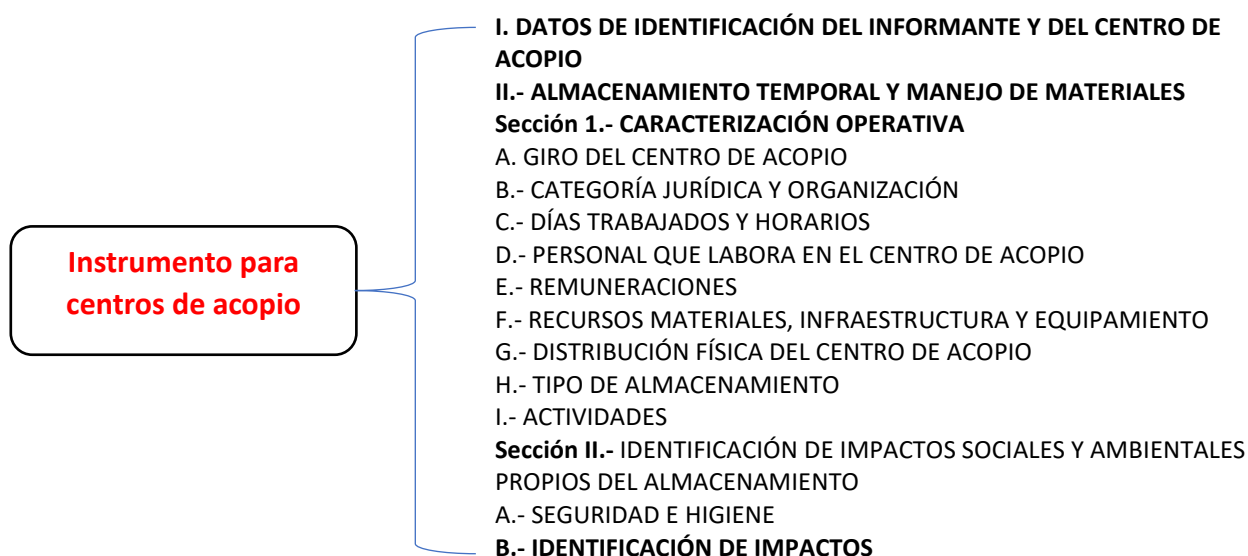 Instrumento para
centros de acopio
I. DATOS DE IDENTIFICACIÓN DEL INFORMANTE Y DEL CENTRO DE
ACOPIO
II.- ALMACENAMIENTO TEMPORAL Y MANEJO DE MATERIALES
Sección 1.- CARACTERIZACIÓN OPERATIVA
A. GIRO DEL CENTRO DE ACOPIO
B.- CATEGORÍA JURÍDICA Y ORGANIZACIÓN
C.- DÍAS TRABAJADOS Y HORARIOS
D.- PERSONAL QUE LABORA EN EL CENTRO DE ACOPIO
E.- REMUNERACIONES
F.- RECURSOS MATERIALES, INFRAESTRUCTURA Y EQUIPAMIENTO
G.- DISTRIBUCIÓN FÍSICA DEL CENTRO DE ACOPIO
H.- TIPO DE ALMACENAMIENTO
I.- ACTIVIDADES
Sección II.- IDENTIFICACIÓN DE IMPACTOS SOCIALES Y AMBIENTALES
PROPIOS DEL ALMACENAMIENTO
A.- SEGURIDAD E HIGIENE
B.- IDENTIFICACIÓN DE IMPACTOS